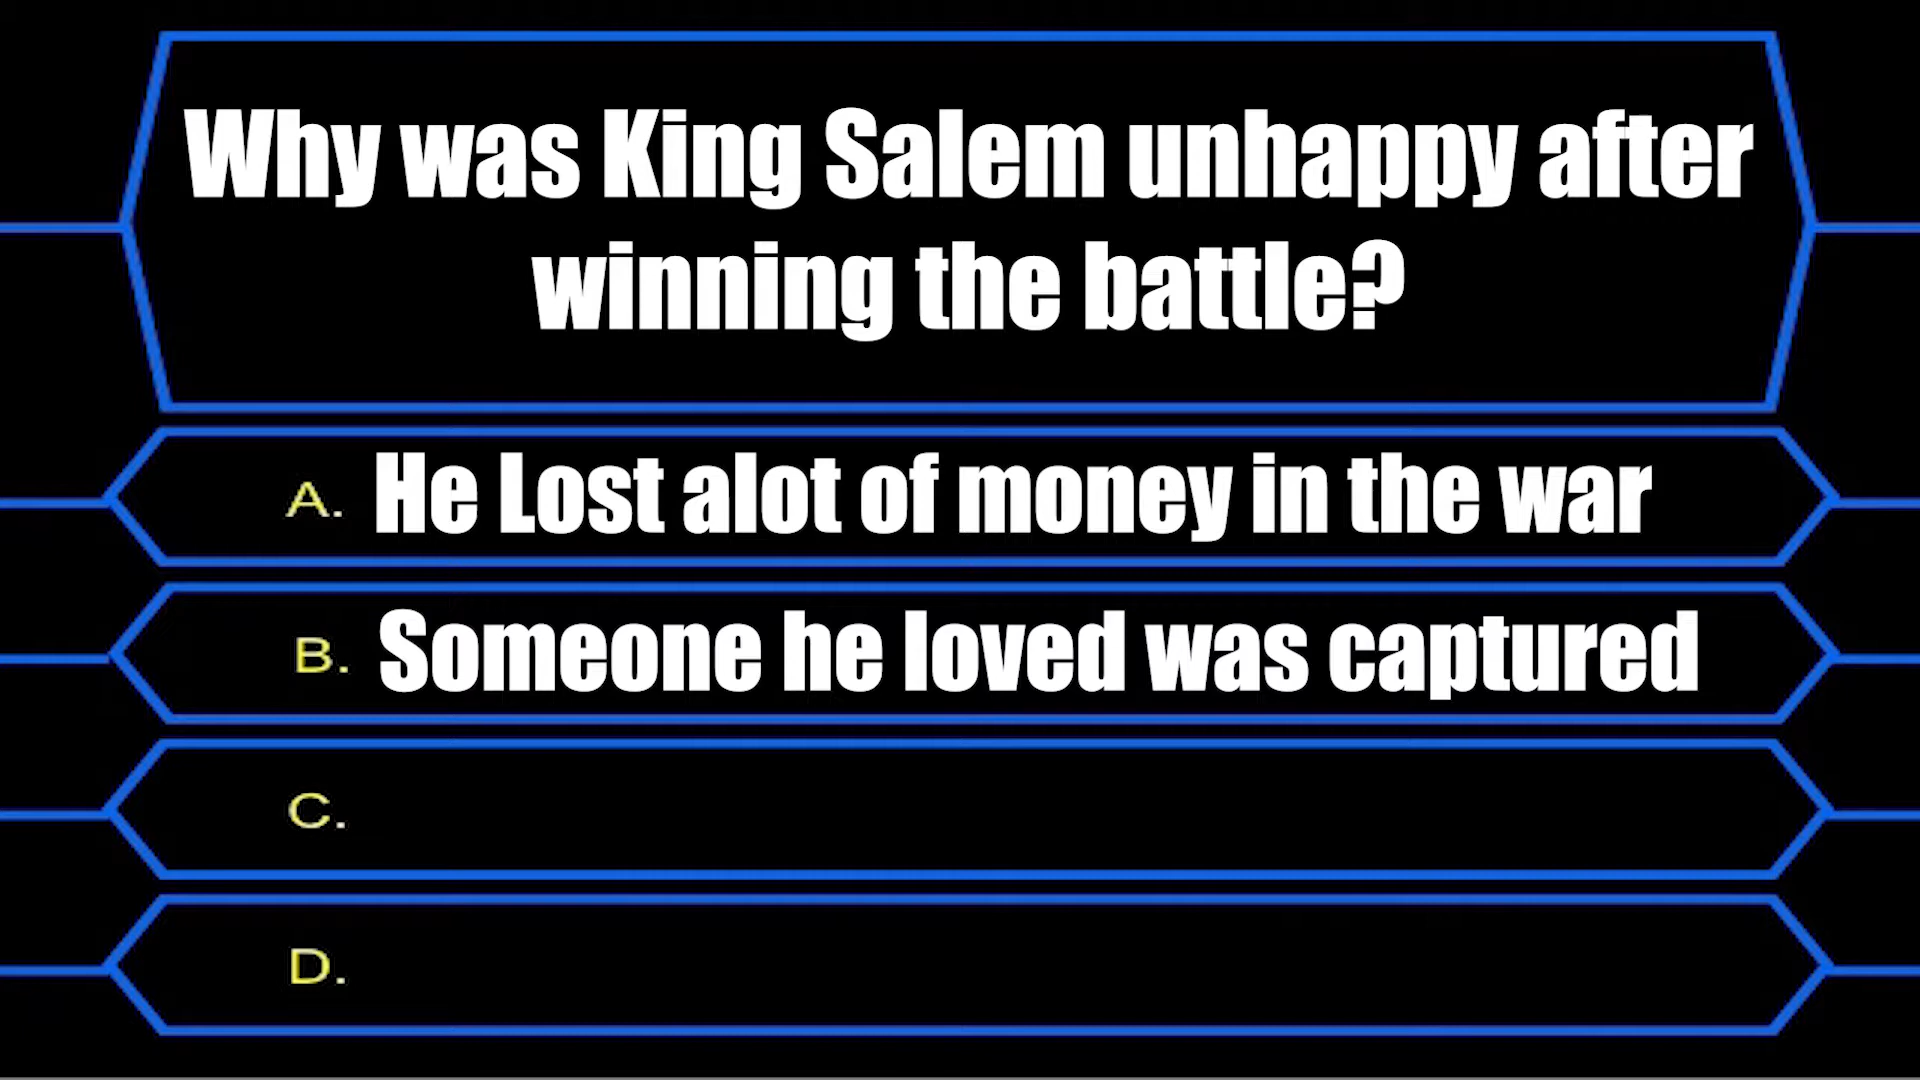 Why was King Salem unhappy after
winning the battle?
A. He Lost alot of money in the war
B. Someone he loved was captured
C.
D.